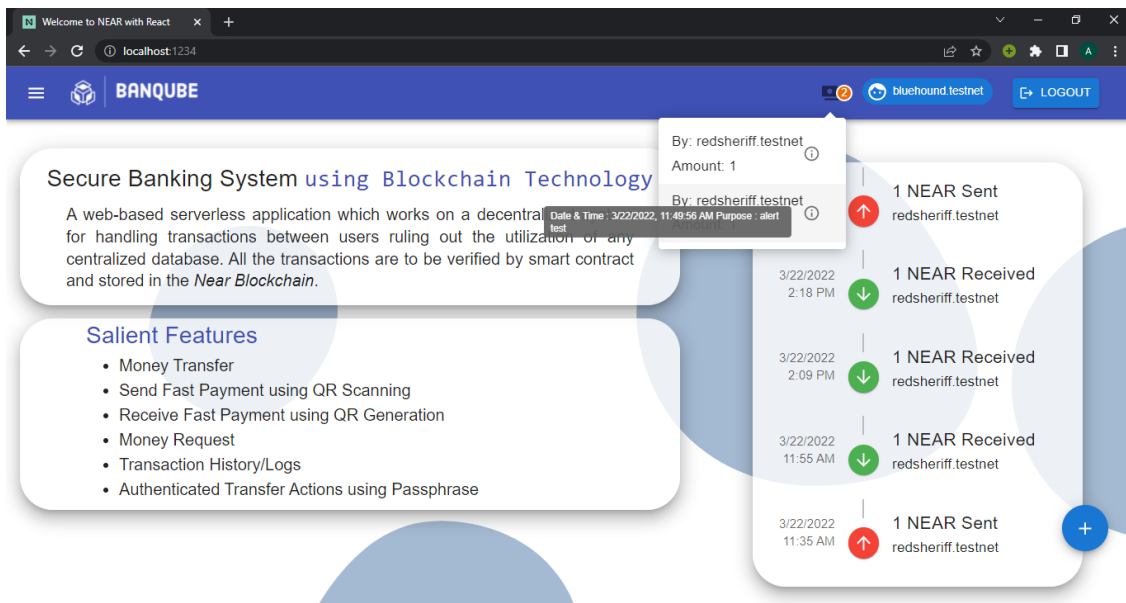 Welcome to NEAR with React
localhost:1234
A
BANQUBE
2
bluehound.testnet
LOGOUT
By: redsheriff.testnet
Amount: 1
By: redsheriff.testnet
Amount: 1
Date & Time : 3/22/2022, 11:49:56 AM Purpose : alert
test
Secure Banking System using Blockchain Technology
A web-based serverless application which works on a decentral
for handling transactions between users ruling out the utilization of any
centralized database. All the transactions are to be verified by smart contract
and stored in the Near Blockchain.
Salient Features
• Money Transfer
• Send Fast Payment using QR Scanning
• Receive Fast Payment using QR Generation
• Money Request
• Transaction History/Logs
• Authenticated Transfer Actions using Passphrase
1 NEAR Sent
redsheriff.testnet
3/22/2022
2:18 PM
1 NEAR Received
redsheriff.testnet
3/22/2022
2:09 PM
1 NEAR Received
redsheriff.testnet
3/22/2022
11:55 AM
1 NEAR Received
redsheriff.testnet
3/22/2022
11:35 AM
1 NEAR Sent
redsheriff.testnet